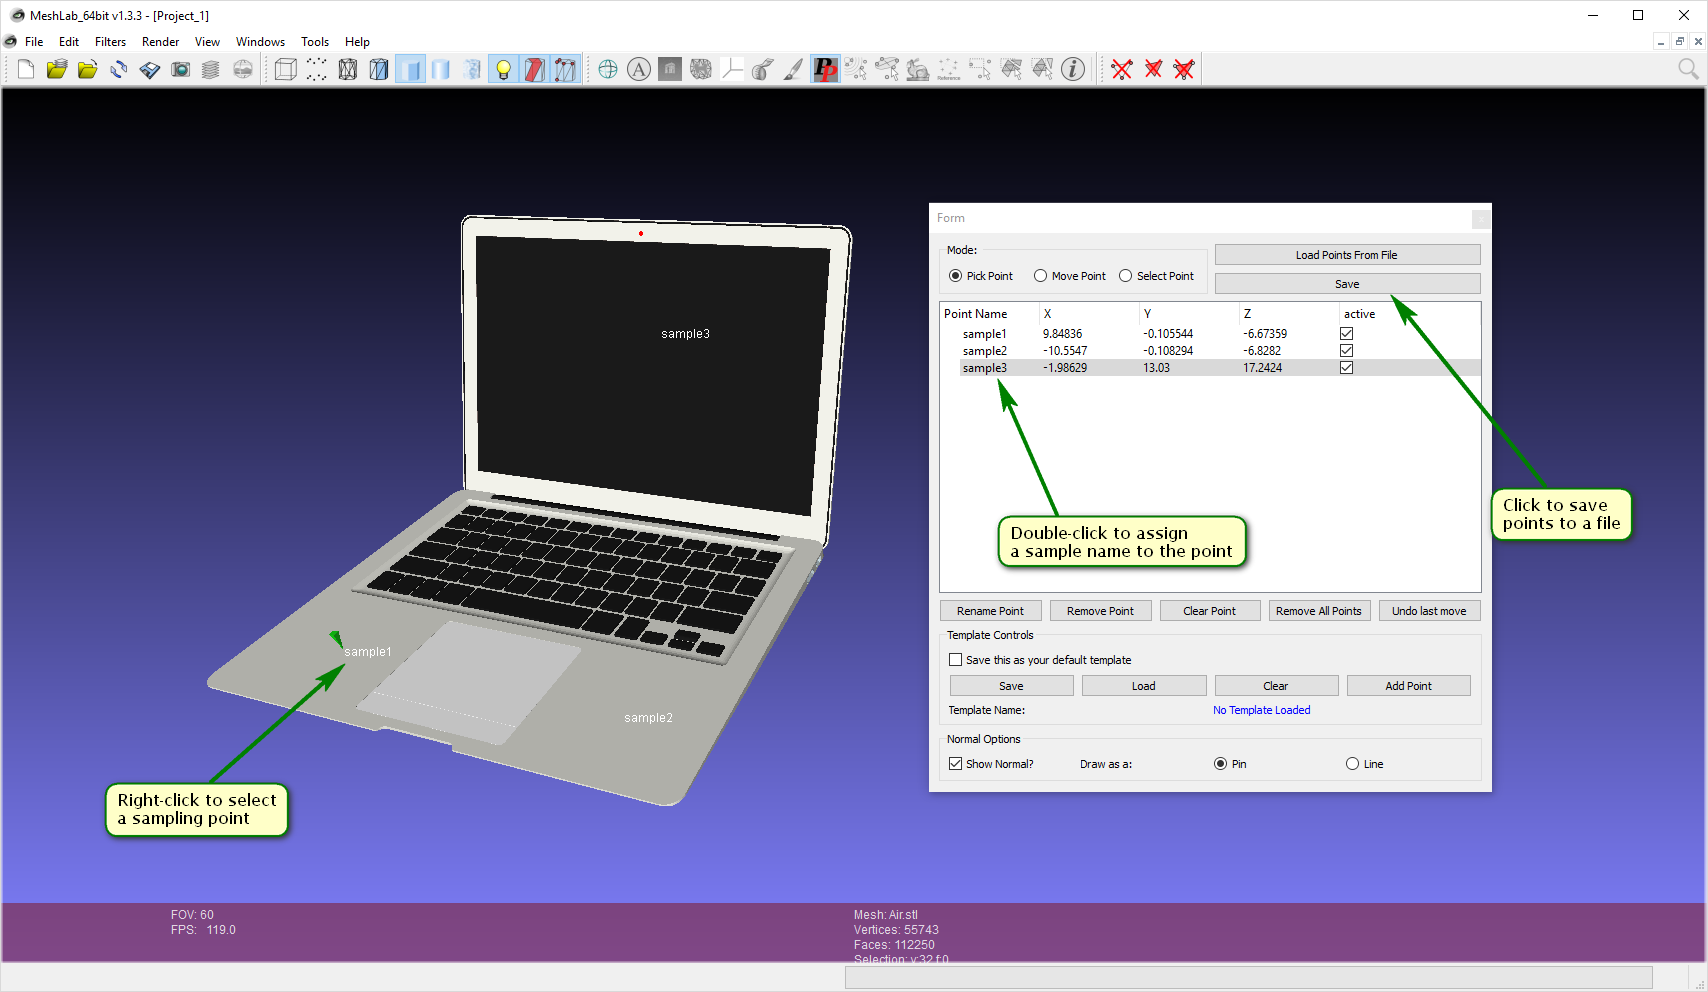 MeshLab_64bit v1.3.3 - [Project_1]
File Edit Filters Render View Windows Tools Help
A
PP
Reference
i
sample3
sample1
sample2
Right-click to select
a sampling point
Form
Mode:
Pick Point Move Point Select Point
Load Points From File
Save
Point Name X Y Z active
sample1 9.84836 -0.105544 -6.67359
sample2 -10.5547 -0.108294 -6.8282
sample3 -1.98629 13.03 17.2424
Double-click to assign
a sample name to the point
Click to save
points to a file
Rename Point Remove Point Clear Point Remove All Points Undo last move
Template Controls
Save this as your default template
Save Load Clear Add Point
Template Name: No Template Loaded
Normal Options
Show Normal? Draw as a: Pin Line
FOV: 60
FPS: 119.0
Mesh: Air.stl
Vertices: 55743
Faces: 112250
Selection: v:32 f:0